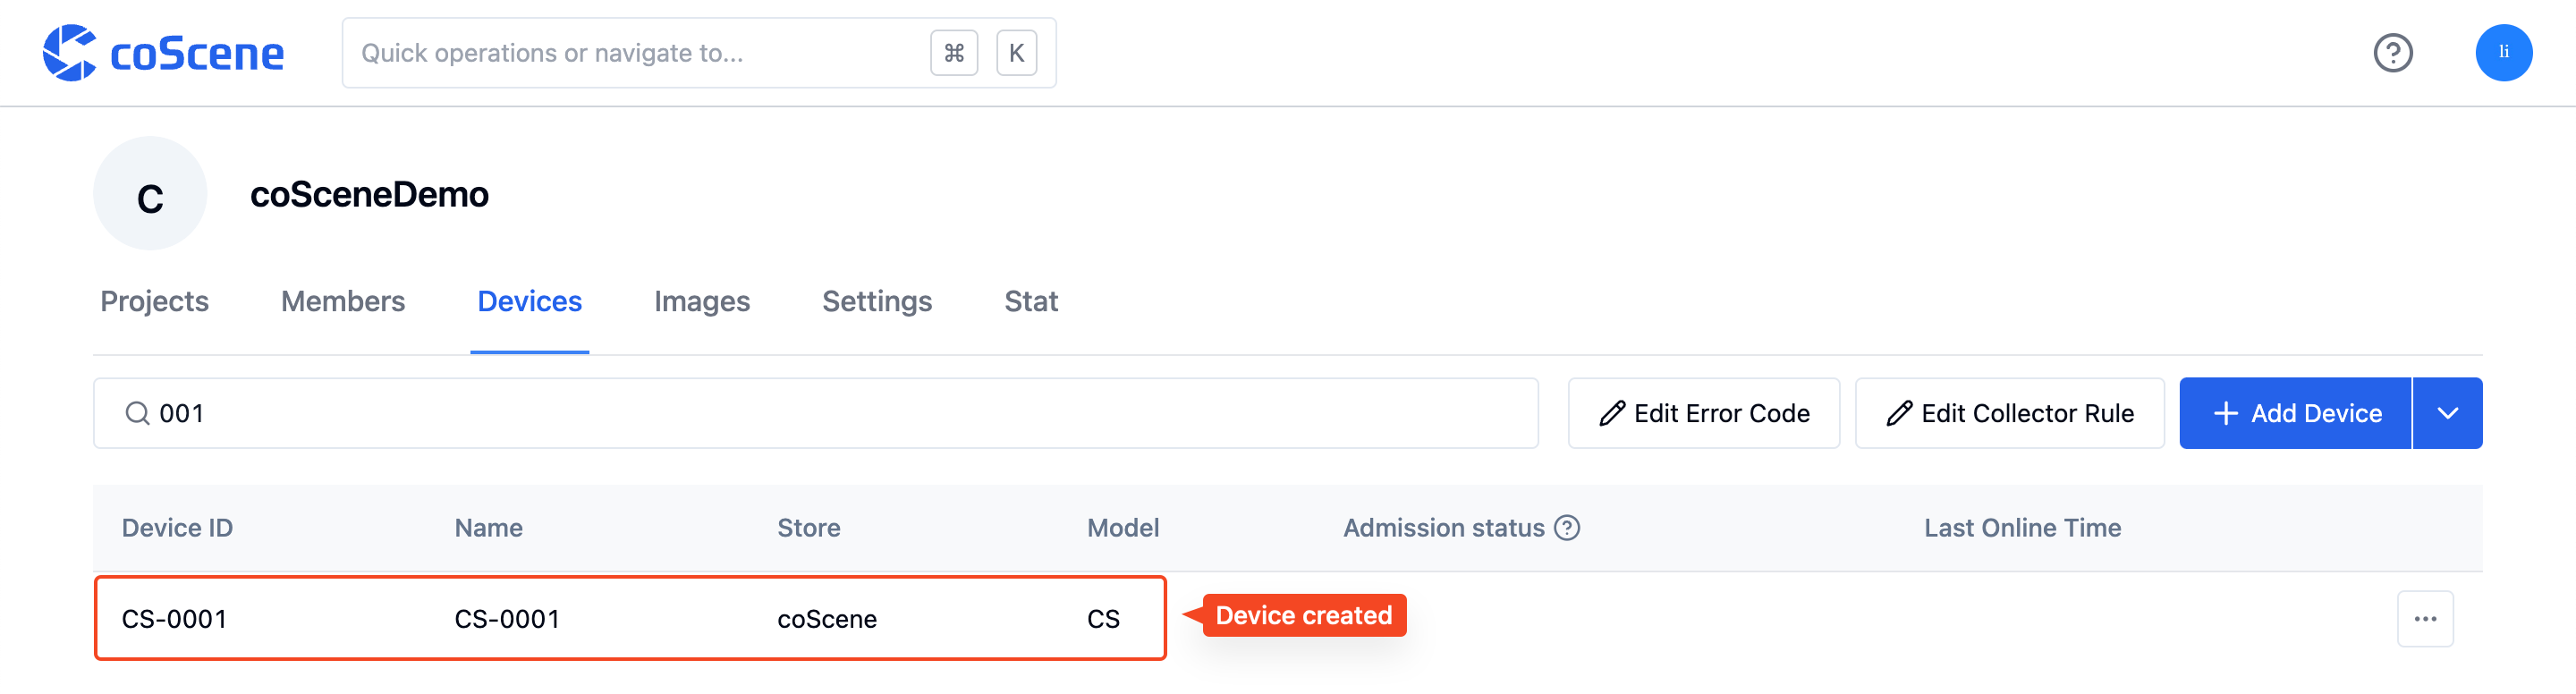 coScene Quick operations or navigate to... ⌘ K li
C coSceneDemo
Projects Members Devices Images Settings Stat
001 Edit Error Code Edit Collector Rule + Add Device
Device ID Name Store Model Admission status ? Last Online Time
CS-0001 CS-0001 coScene CS Device created ...